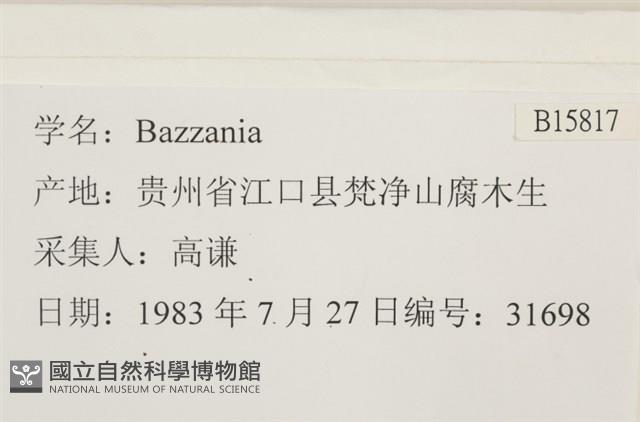 B15817
学名：Bazzania
产地：贵州省江口县梵净山腐木生
采集人：高谦
日期：1983 年 7 月 27 日编号：31698
國立自然科學博物館
NATIONAL MUSEUM OF NATURAL SCIENCE